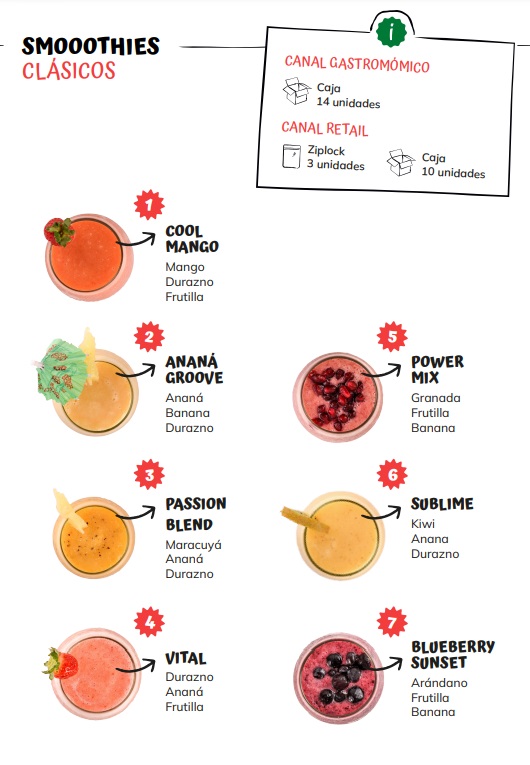 SMOOOTHIES
CLÁSICOS
i
CANAL GASTROMÓMICO
Caja
14 unidades
CANAL RETAIL
Ziplock
3 unidades
Caja
10 unidades
1
COOL
MANGO
Mango
Durazno
Frutilla
2
ANANÁ
GROOVE
Ananá
Banana
Durazno
3
PASSION
BLEND
Maracuyá
Ananá
Durazno
4
VITAL
Durazno
Ananá
Frutilla
5
POWER
MIX
Granada
Frutilla
Banana
6
SUBLIME
Kiwi
Anana
Durazno
7
BLUEBERRY
SUNSET
Arándano
Frutilla
Banana